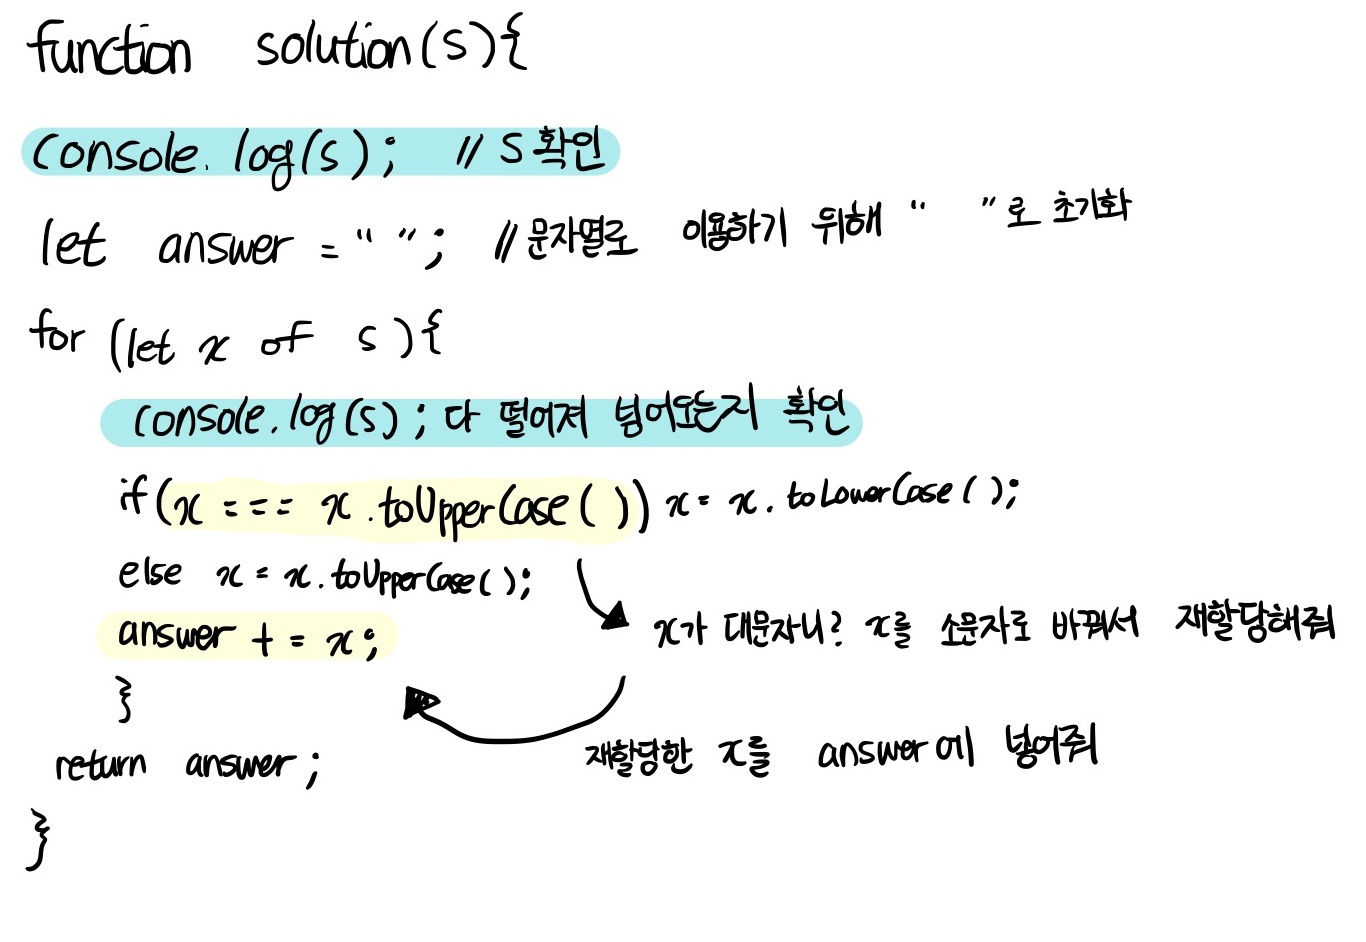 function solution(s){
console.log(s); // s 확인
let answer = " "; // 문자열로 이용하기 위해 " "로 초기화
for (let x of s){
console.log(s); 다 떨어져 넘어오는지 확인
if(x === x.toUpperCase()) x = x.toLowerCase();
else x = x.toUpperCase();
answer += x;
x가 대문자니? x를 소문자로 바꿔서 재할당해줘
}
재할당한 x를 answer에 넣어줘
return answer;
}